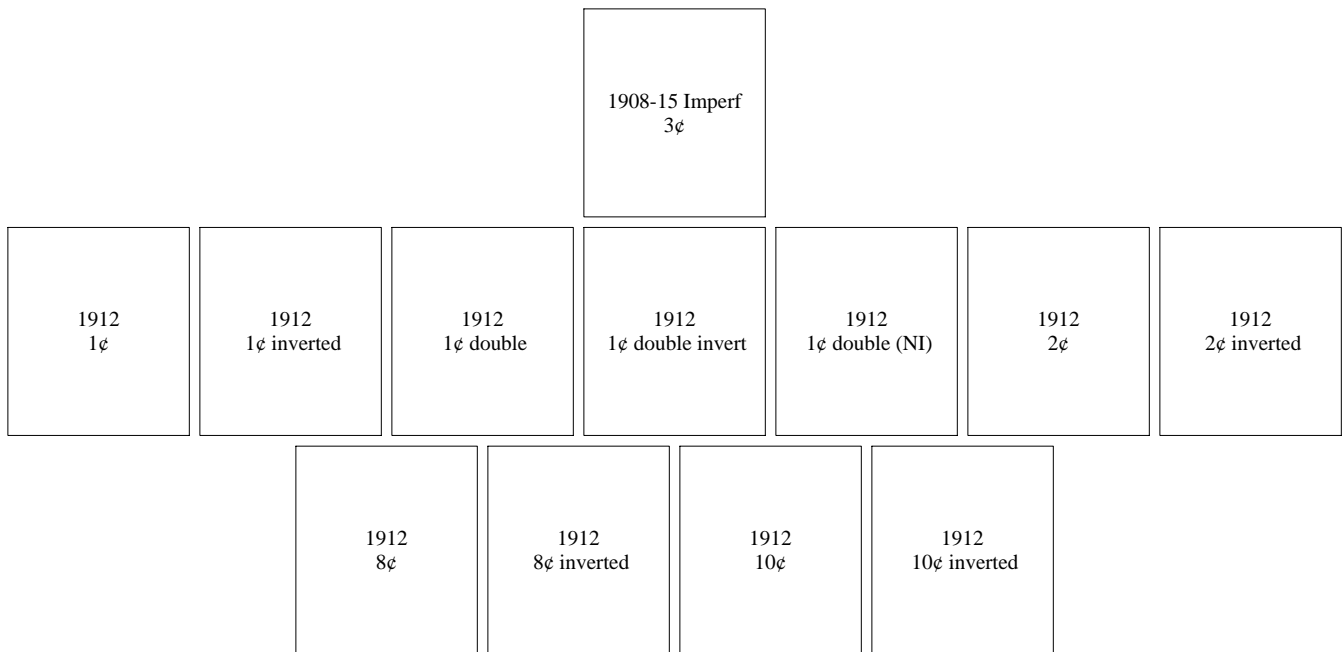 1908-15 Imperf
3¢
1912
1¢
1912
1¢ inverted
1912
1¢ double
1912
1¢ double invert
1912
1¢ double (NI)
1912
2¢
1912
2¢ inverted
1912
8¢
1912
8¢ inverted
1912
10¢
1912
10¢ inverted